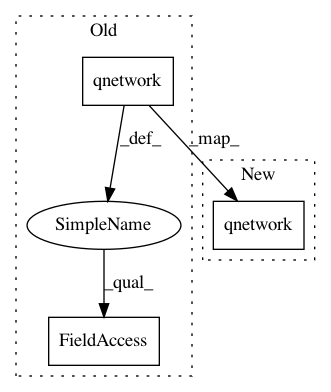 Old
qnetwork
_def_
_map_
New
SimpleName
qnetwork
_qual_
FieldAccess